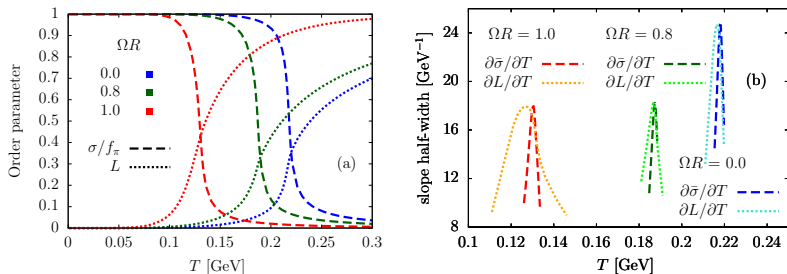 Order parameter
1
0.9
0.8
0.7
0.6
0.5
0.4
0.3
0.2
0.1
0
ΩR
0.0
0.8
1.0
σ/fπ
L
(a)
0
0.05
0.1
0.15
0.2
0.25
0.3
T [GeV]
slope half-width [GeV⁻¹]
24
20
16
12
8
ΩR = 1.0
∂σ̄/∂T
∂L/∂T
ΩR = 0.8
∂σ̄/∂T
∂L/∂T
(b)
ΩR = 0.0
∂σ̄/∂T
∂L/∂T
0.1
0.12
0.14
0.16
0.18
0.2
0.22
0.24
T [GeV]